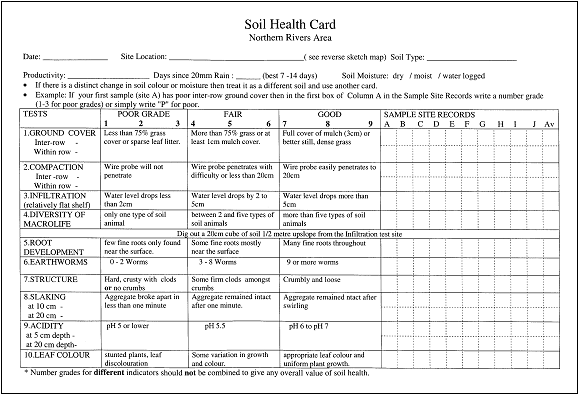 Soil Health Card
Northern Rivers Area
Date: Site Location: ( see reverse sketch map) Soil Type:
Productivity: Days since 20mm Rain : (best 7 -14 days) Soil Moisture: dry / moist / water logged
• If there is a distinct change in soil colour or moisture then treat it as a different soil and use another card.
• Example: If your first sample (site A) has poor inter-row ground cover then in the first box of Column A in the Sample Site Records write a number grade
(1-3 for poor grades) or simply write "P" for poor.
TESTS POOR GRADE FAIR GOOD SAMPLE SITE RECORDS
1 2 3 4 5 6 7 8 9 A B C D E F G H I J Av
1.GROUND COVER Less than 75% grass More than 75% grass or at Full cover of mulch (3cm) or
Inter-row - cover or sparse leaf litter. least 1cm mulch cover. better still, dense grass
Within row -
2.COMPACTION Wire probe will not Wire probe penetrates with Wire probe easily penetrates to
Inter -row - penetrate difficulty or less than 20cm 20cm
Within row -
3.INFILTRATION Water level drops less Water level drops by 2 to Water level drops more than
(relatively flat shelf) than 2cm 5cm 5cm
4.DIVERSITY OF only one type of soil between 2 and five types of more than five types of soil
MACROLIFE animal soil animals animals
Dig out a 20cm cube of soil 1/2 metre upslope from the Infiltration test site
5.ROOT few fine roots only found Some fine roots mostly Many fine roots throughout
DEVELOPMENT near the surface. near the surface
6.EARTHWORMS 0 - 2 Worms 3 - 8 Worms 9 or more worms
7.STRUCTURE Hard, crusty with clods Some firm clods amongst Crumbly and loose
or no crumbs crumbs
8.SLAKING Aggregate broke apart in Aggregate remained intact Aggregate remained ntact after
at 10 cm - less than one minute after one minute. swirling
at 20 cm -
9.ACIDITY pH 5 or lower pH 5.5 pH 6 to pH 7
at 5 cm depth -
at 20 cm depth-
10.LEAF COLOUR stunted plants, leaf Some variation in growth appropriate leaf colour and
discolouration and colour. uniform plant growth.
* Number grades for different indicators should not be combined to give any overall value of soil health.